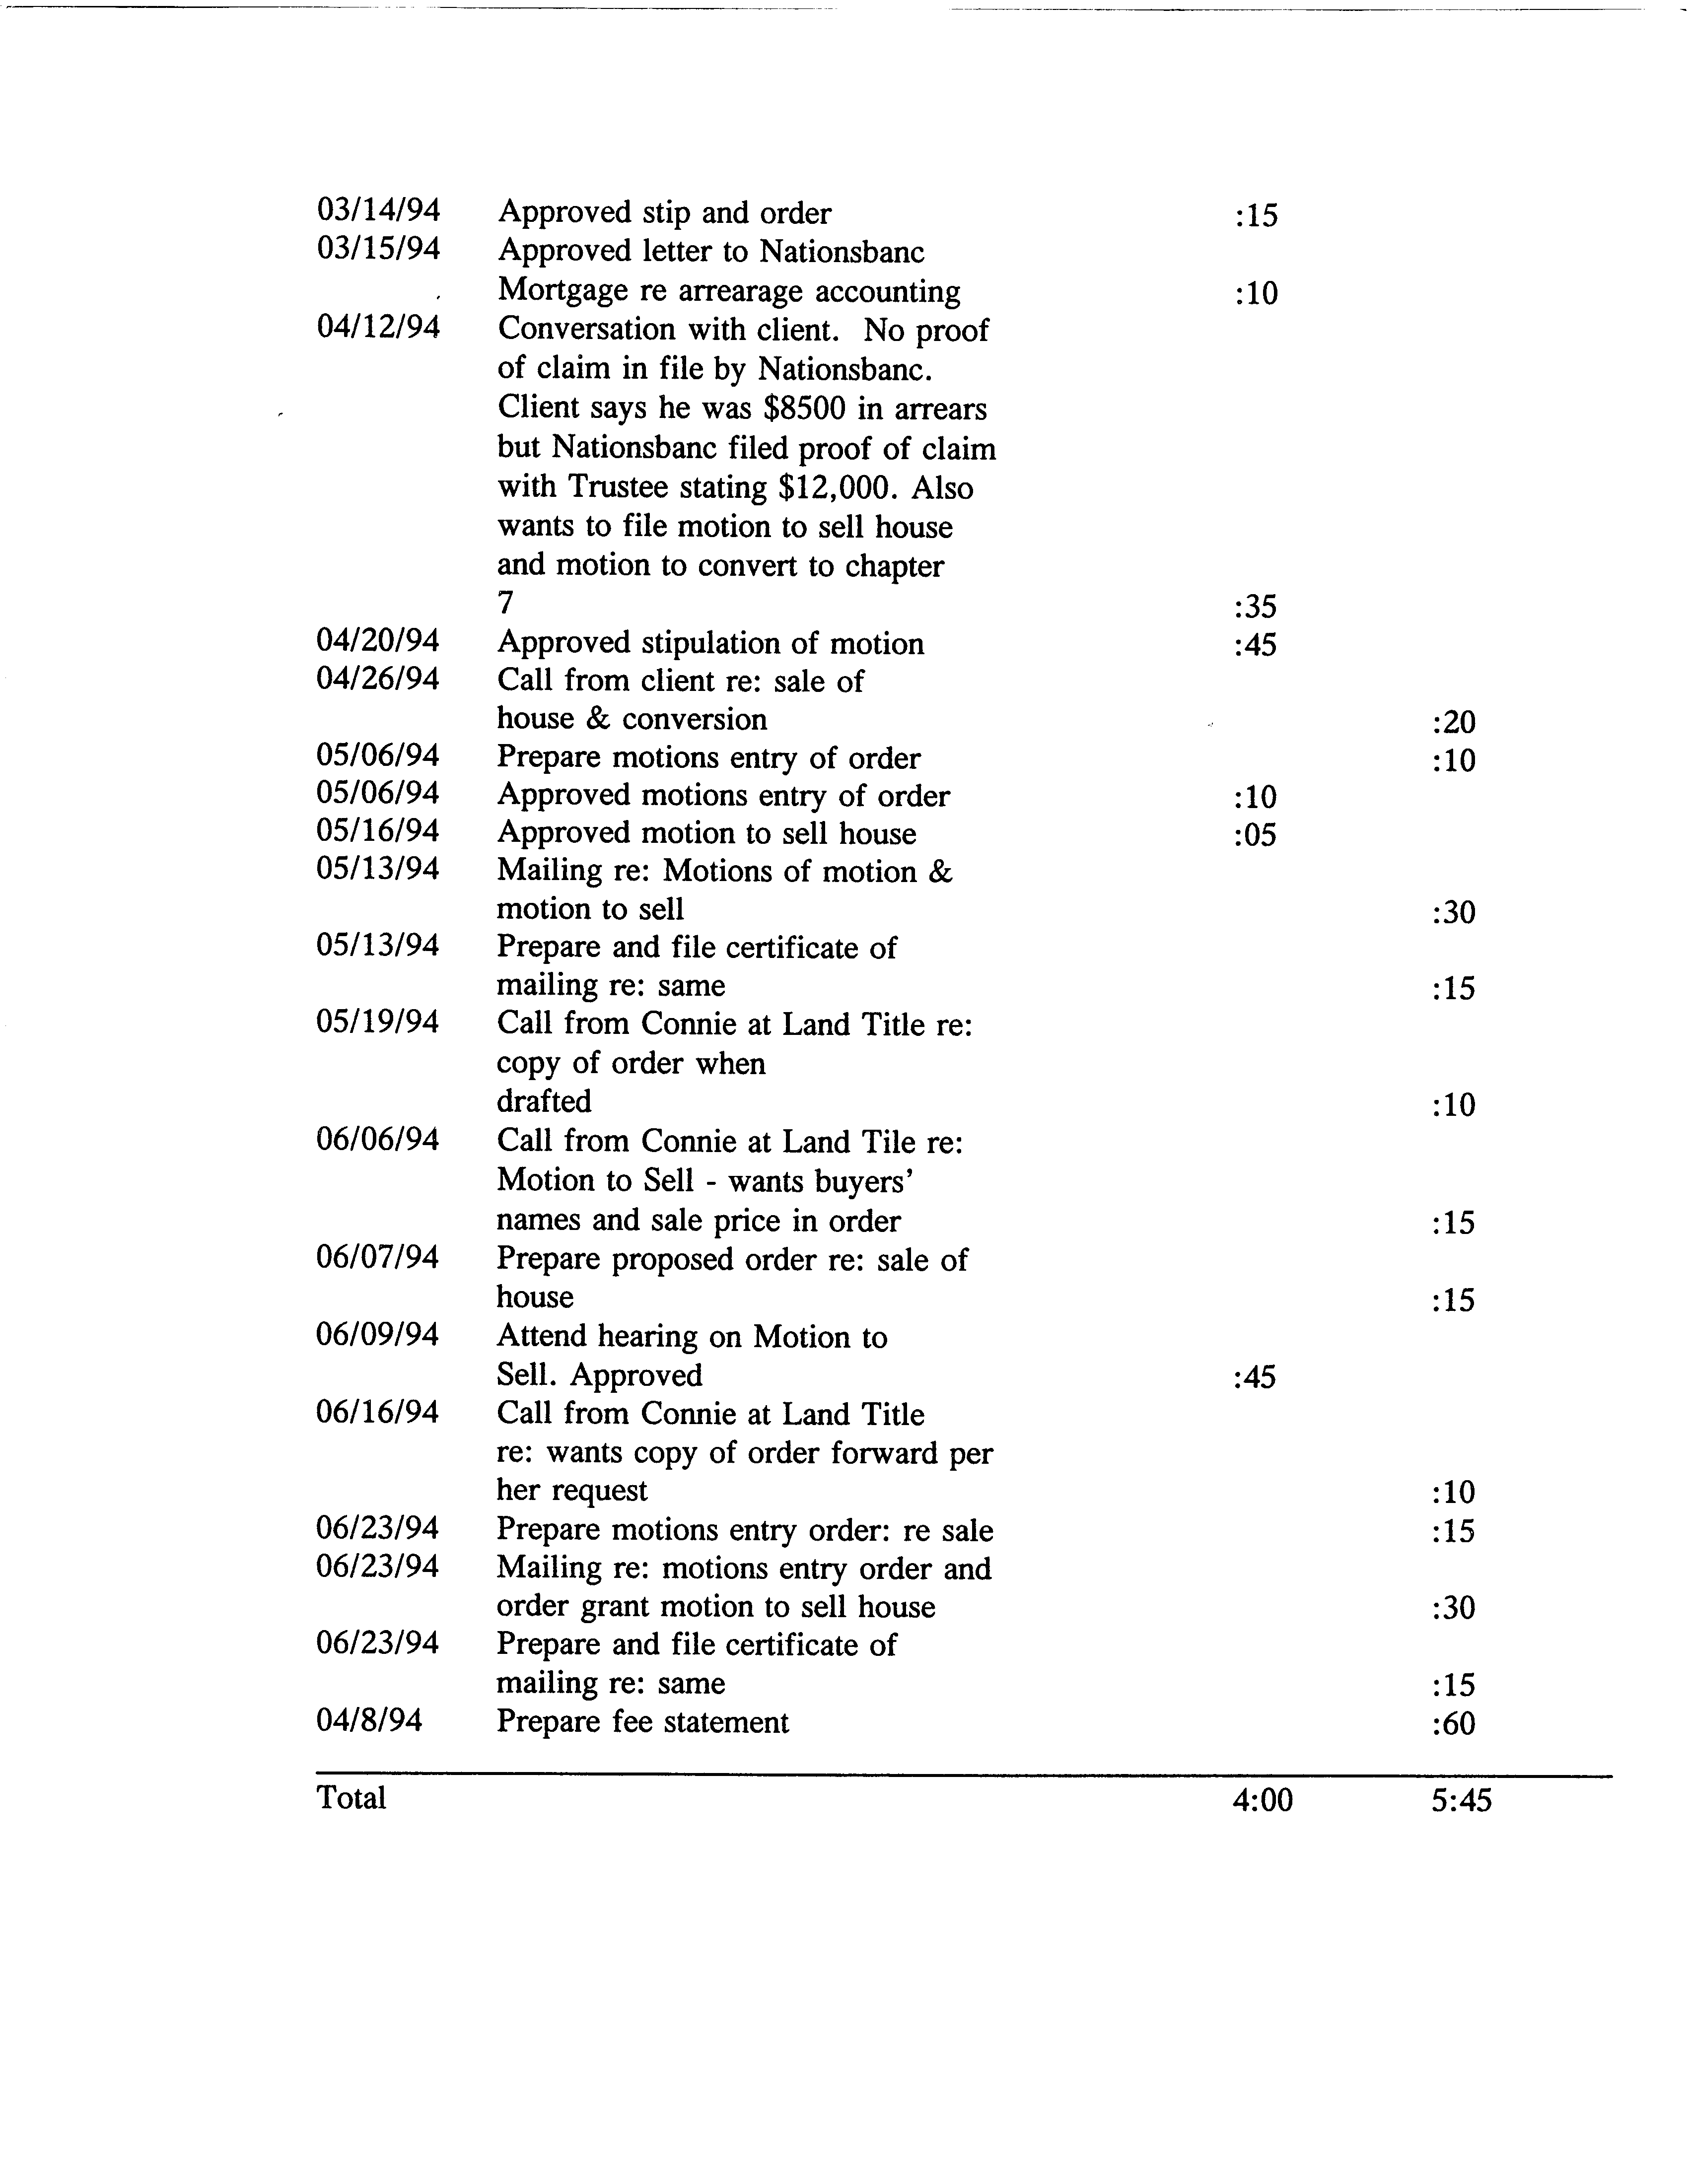 03/14/94 Approved stip and order :15
03/15/94 Approved letter to Nationsbanc
Mortgage re arrearage accounting :10
04/12/94 Conversation with client. No proof
of claim in file by Nationsbanc.
Client says he was $8500 in arrears
but Nationsbanc filed proof of claim
with Trustee stating $12,000. Also
wants to file motion to sell house
and motion to convert to chapter
7 :35
04/20/94 Approved stipulation of motion :45
04/26/94 Call from client re: sale of
house & conversion :20
05/06/94 Prepare motions entry of order :10
05/06/94 Approved motions entry of order :10
05/16/94 Approved motion to sell house :05
05/13/94 Mailing re: Motions of motion &
motion to sell :30
05/13/94 Prepare and file certificate of
mailing re: same :15
05/19/94 Call from Connie at Land Title re:
copy of order when
drafted :10
06/06/94 Call from Connie at Land Tile re:
Motion to Sell - wants buyers'
names and sale price in order :15
06/07/94 Prepare proposed order re: sale of
house :15
06/09/94 Attend hearing on Motion to
Sell. Approved :45
06/16/94 Call from Connie at Land Title
re: wants copy of order forward per
her request :10
06/23/94 Prepare motions entry order: re sale :15
06/23/94 Mailing re: motions entry order and
order grant motion to sell house :30
06/23/94 Prepare and file certificate of
mailing re: same :15
04/8/94 Prepare fee statement :60
Total 4:00 5:45